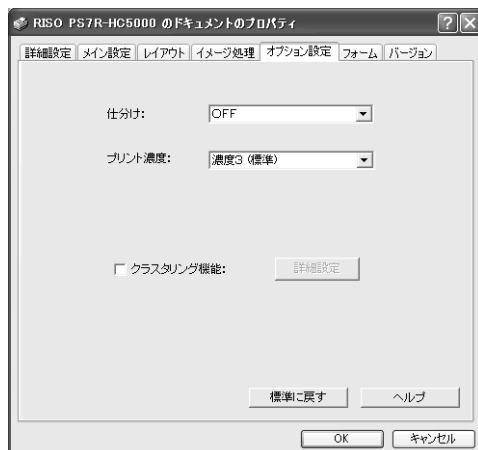 RISO PS7R-HC5000 のドキュメントのプロパティ
詳細設定 メイン設定 レイアウト イメージ処理 オプション設定 フォーム バージョン
仕分け: OFF
プリント濃度: 濃度3 (標準)
クラスタリング機能: 詳細設定
標準に戻す ヘルプ
OK キャンセル